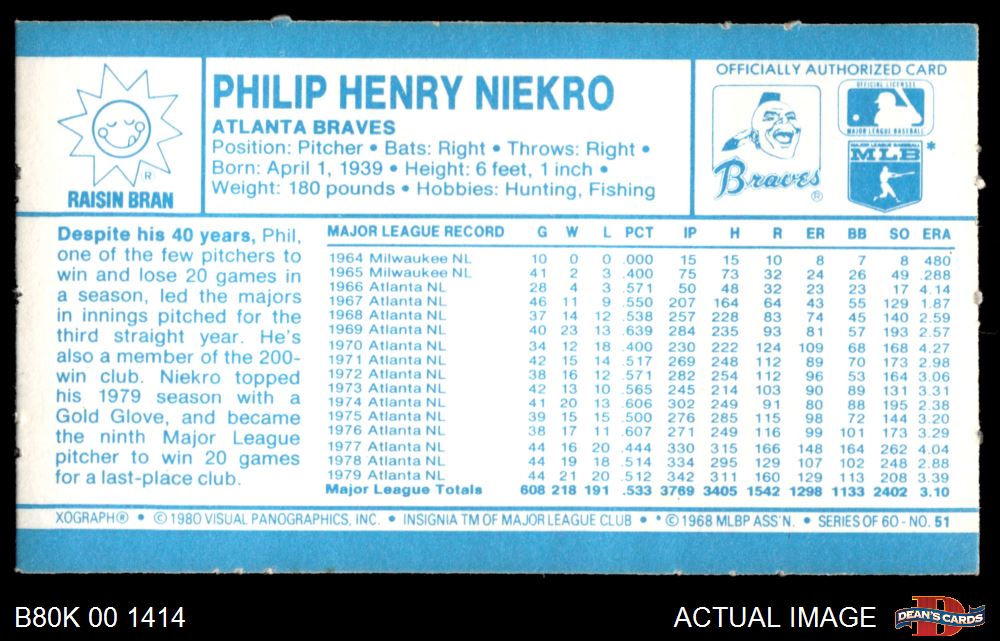 OFFICIALLY AUTHORIZED CARD
PHILIP HENRY NIEKRO
ATLANTA BRAVES
Position: Pitcher • Bats: Right • Throws: Right •
Born: April 1, 1939 • Height: 6 feet, 1 inch •
Weight: 180 pounds • Hobbies: Hunting, Fishing
R
RAISIN BRAN
Braves®
OFFICIAL LICENSEE
MAJOR LEAGUE BASEBALL
MAJOR LEAGUE BASEBALL
MLB*
Despite his 40 years, Phil,
one of the few pitchers to
win and lose 20 games in
a season, led the majors
in innings pitched for the
third straight year. He's
also a member of the 200-
win club. Niekro topped
his 1979 season with a
Gold Glove, and became
the ninth Major League
pitcher to win 20 games
for a last-place club.
MAJOR LEAGUE RECORD G W L PCT IP H R ER BB SO ERA
1964 Milwaukee NL 10 0 0 .000 15 15 10 8 7 8 480
1965 Milwaukee NL 41 2 3 .400 75 73 32 24 26 49 .288
1966 Atlanta NL 28 4 3 .571 50 48 32 23 23 17 4.14
1967 Atlanta NL 46 11 9 .550 207 164 64 43 55 129 1.87
1968 Atlanta NL 37 14 12 .538 257 228 83 74 45 140 2.59
1969 Atlanta NL 40 23 13 .639 284 235 93 81 57 193 2.57
1970 Atlanta NL 34 12 18 .400 230 222 124 109 68 168 4.27
1971 Atlanta NL 42 15 14 .517 269 248 112 89 70 173 2.98
1972 Atlanta NL 38 16 12 .571 282 254 112 96 53 164 3.06
1973 Atlanta NL 42 13 10 .565 245 214 103 90 89 131 3.31
1974 Atlanta NL 41 20 13 .606 302 249 91 80 88 195 2.38
1975 Atlanta NL 39 15 15 .500 276 285 115 98 72 144 3.20
1976 Atlanta NL 38 17 11 .607 271 249 116 99 101 173 3.29
1977 Atlanta NL 44 16 20 .444 330 315 166 148 164 262 4.04
1978 Atlanta NL 44 19 18 .514 334 295 129 107 102 248 2.88
1979 Atlanta NL 44 21 20 .512 342 311 160 129 113 208 3.39
Major League Totals 608 218 191 .533 3769 3405 1542 1298 1133 2402 3.10
XOGRAPH® • © 1980 VISUAL PANOGRAPHICS, INC. • INSIGNIA TM OF MAJOR LEAGUE CLUB • *© 1968 MLBP ASS'N. • SERIES OF 60 - NO. 51
B80K 00 1414
ACTUAL IMAGE
D
DEAN'S CARDS